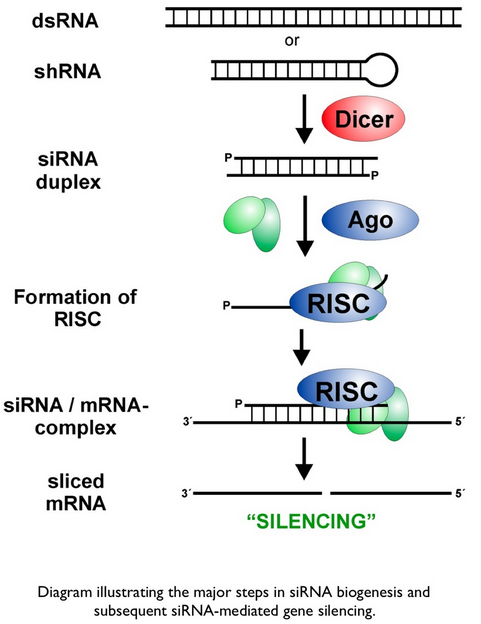 dsRNA
or
shRNA
Dicer
siRNA
duplex
P
P
Ago
Formation of
RISC
P
RISC
siRNA / mRNA-
complex
RISC
P
3´
5´
sliced
mRNA
3´
5´
“SILENCING”
Diagram illustrating the major steps in siRNA biogenesis and
subsequent siRNA-mediated gene silencing.